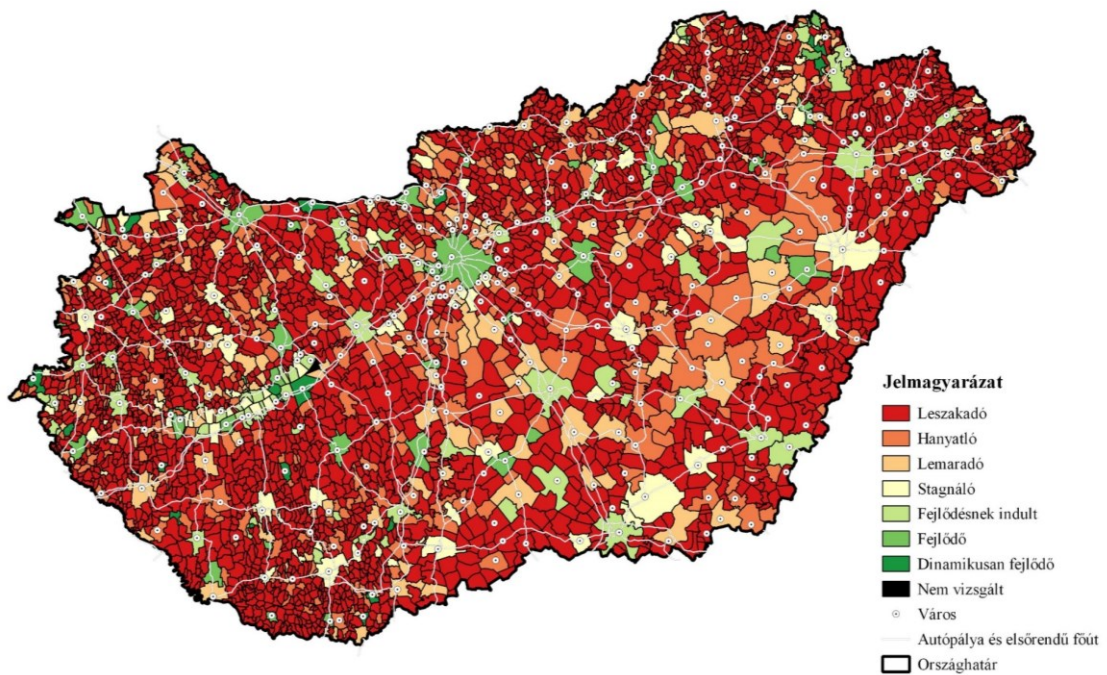 Jelmagyarázat
Leszakadó
Hanyatló
Lemaradó
Stagnáló
Fejlődésnek indult
Fejlődő
Dinamikusan fejlődő
Nem vizsgált
Város
Autópálya és elsőrendű főút
Országhatár